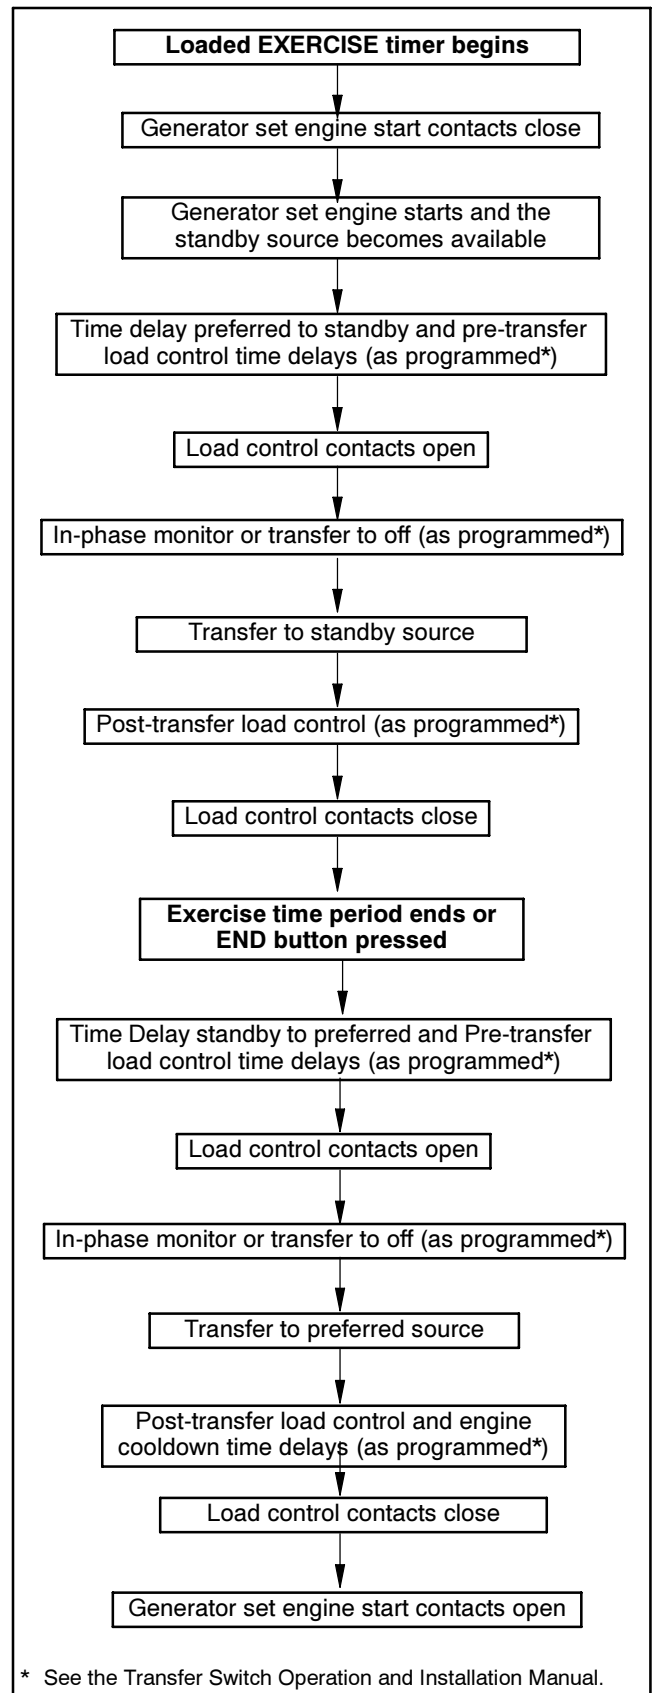 Loaded EXERCISE timer begins
Generator set engine start contacts close
Generator set engine starts and the
standby source becomes available
Time delay preferred to standby and pre-transfer
load control time delays (as programmed*)
Load control contacts open
In-phase monitor or transfer to off (as programmed*)
Transfer to standby source
Post-transfer load control (as programmed*)
Load control contacts close
Exercise time period ends or
END button pressed
Time Delay standby to preferred and Pre-transfer
load control time delays (as programmed*)
Load control contacts open
In-phase monitor or transfer to off (as programmed*)
Transfer to preferred source
Post-transfer load control and engine
cooldown time delays (as programmed*)
Load control contacts close
Generator set engine start contacts open
* See the Transfer Switch Operation and Installation Manual.